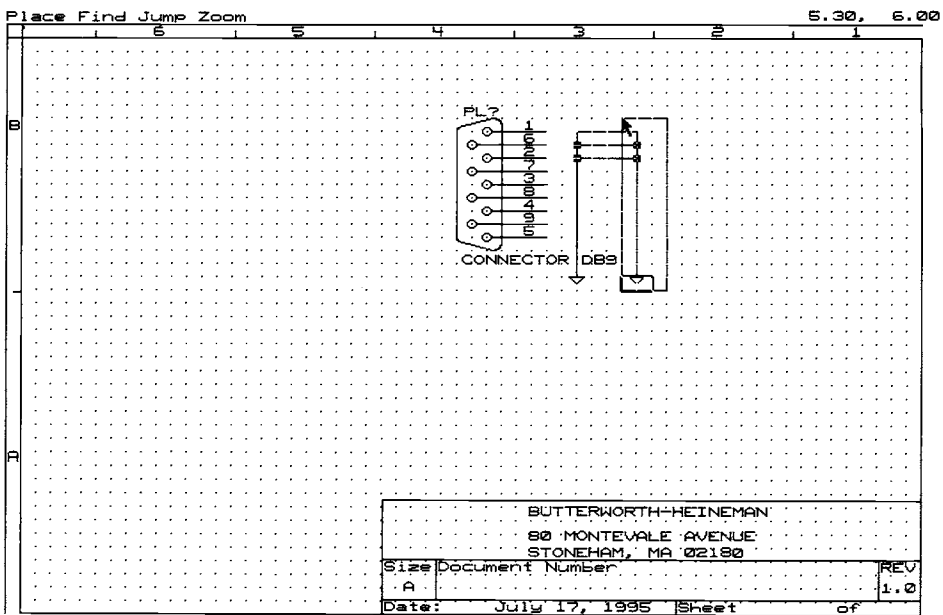 Place Find Jump Zoom 5.30, 6.00
6 5 4 3 2 1
B
PL?
1
6
2
7
3
8
4
9
5
CONNECTOR DB9
A
BUTTERWORTH-HEINEMAN
80 MONTEVALE AVENUE
STONEHAM, MA 02180
Size Document Number REV
A 1.0
Date: July 17, 1995 Sheet of